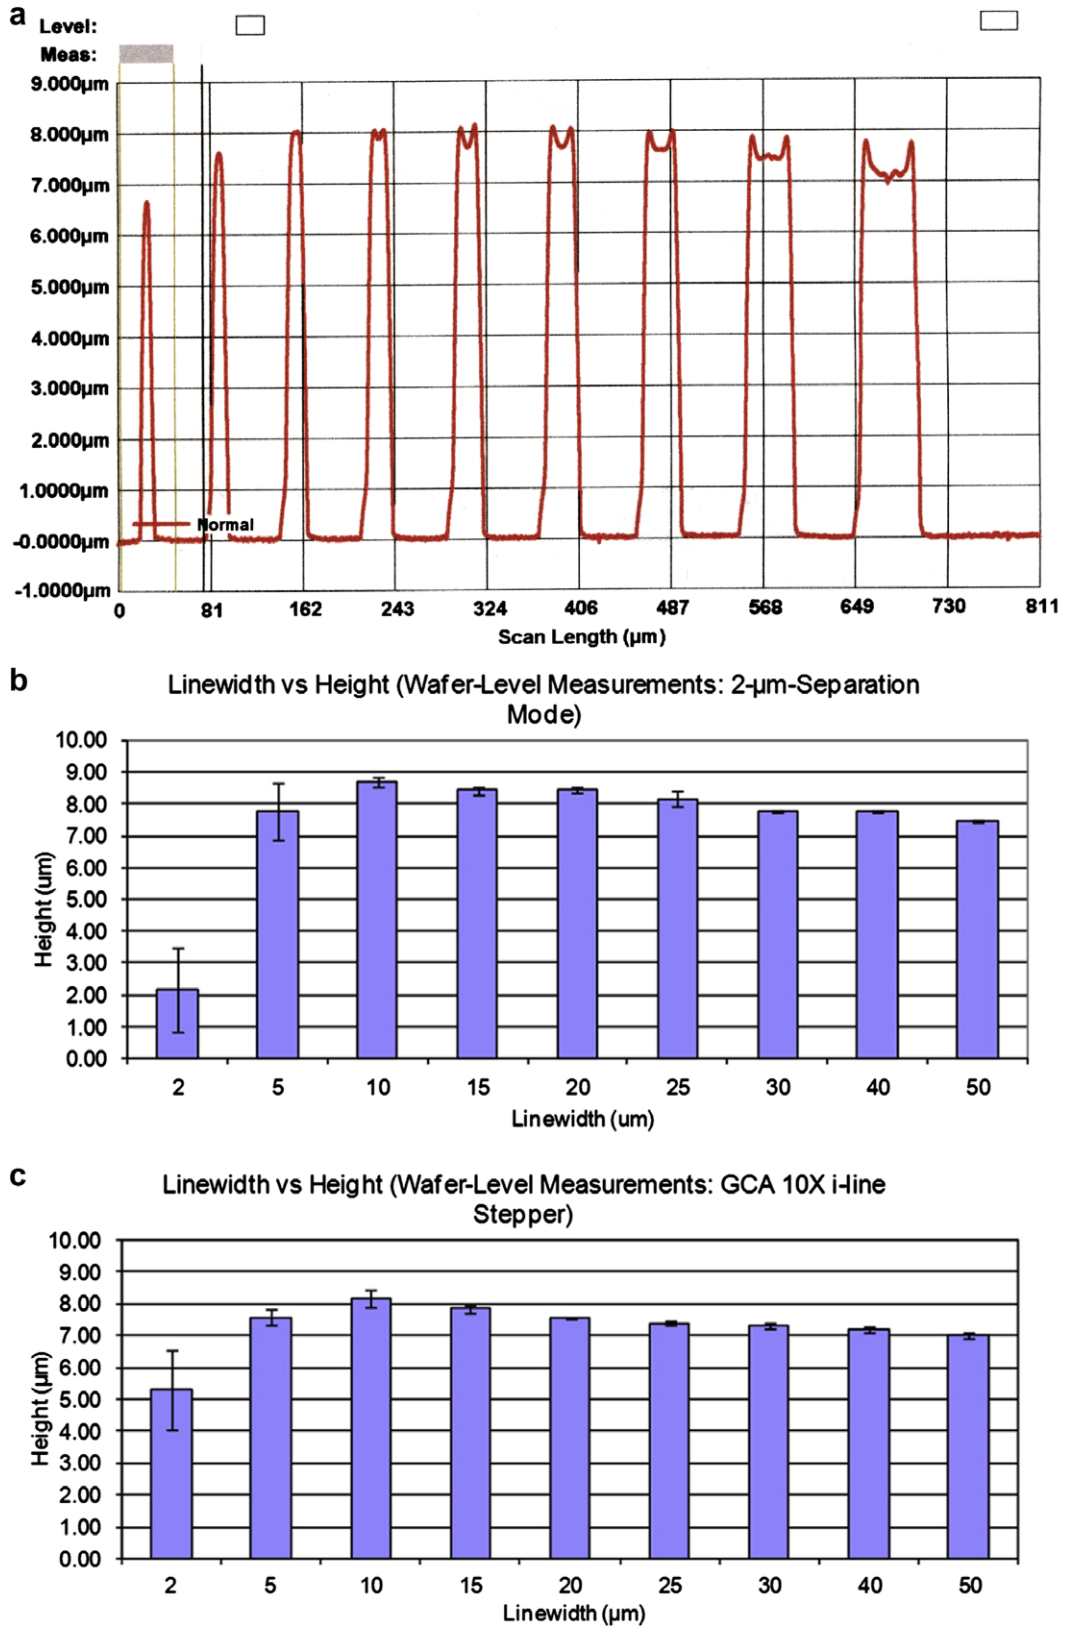 a
Level:
Meas:
9.000µm
8.000µm
7.000µm
6.000µm
5.000µm
4.000µm
3.000µm
2.000µm
1.0000µm
Normal
-0.0000µm
-1.0000µm
0 81 162 243 324 406 487 568 649 730 811
Scan Length (µm)
b
Linewidth vs Height (Wafer-Level Measurements: 2-µm-Separation
Mode)
10.00
9.00
8.00
7.00
6.00
5.00
4.00
3.00
2.00
1.00
0.00
Height (um)
2 5 10 15 20 25 30 40 50
Linewidth (um)
c
Linewidth vs Height (Wafer-Level Measurements: GCA 10X i-line
Stepper)
10.00
9.00
8.00
7.00
6.00
5.00
4.00
3.00
2.00
1.00
0.00
Height (µm)
2 5 10 15 20 25 30 40 50
Linewidth (µm)